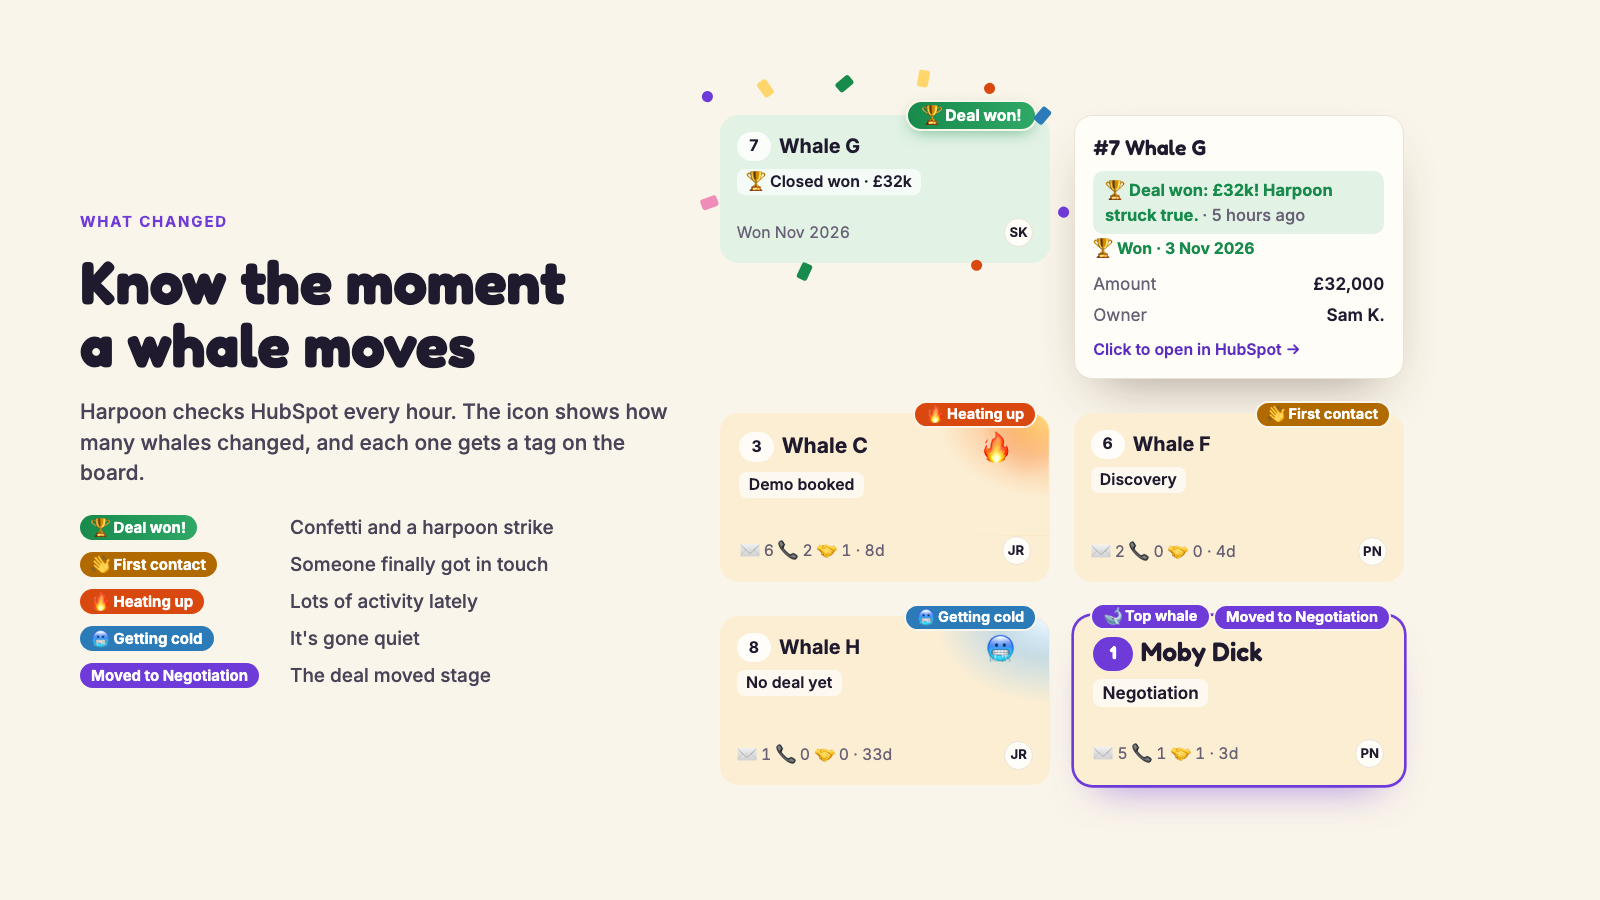 WHAT CHANGED
Know the moment
a whale moves
Harpoon checks HubSpot every hour. The icon shows how
many whales changed, and each one gets a tag on the
board.
🏆 Deal won! Confetti and a harpoon strike
👋 First contact Someone finally got in touch
🔥 Heating up Lots of activity lately
🥶 Getting cold It's gone quiet
Moved to Negotiation The deal moved stage
🏆 Deal won!
7 Whale G
🏆 Closed won · £32k
Won Nov 2026 SK
#7 Whale G
🏆 Deal won: £32k! Harpoon
struck true. · 5 hours ago
🏆 Won · 3 Nov 2026
Amount £32,000
Owner Sam K.
Click to open in HubSpot →
🔥 Heating up
3 Whale C 🔥
Demo booked
✉️ 6 📞 2 🤝 1 · 8d JR
👋 First contact
6 Whale F
Discovery
✉️ 2 📞 0 🤝 0 · 4d PN
🥶 Getting cold
8 Whale H 🥶
No deal yet
✉️ 1 📞 0 🤝 0 · 33d JR
🐋 Top whale Moved to Negotiation
1 Moby Dick
Negotiation
✉️ 5 📞 1 🤝 1 · 3d PN